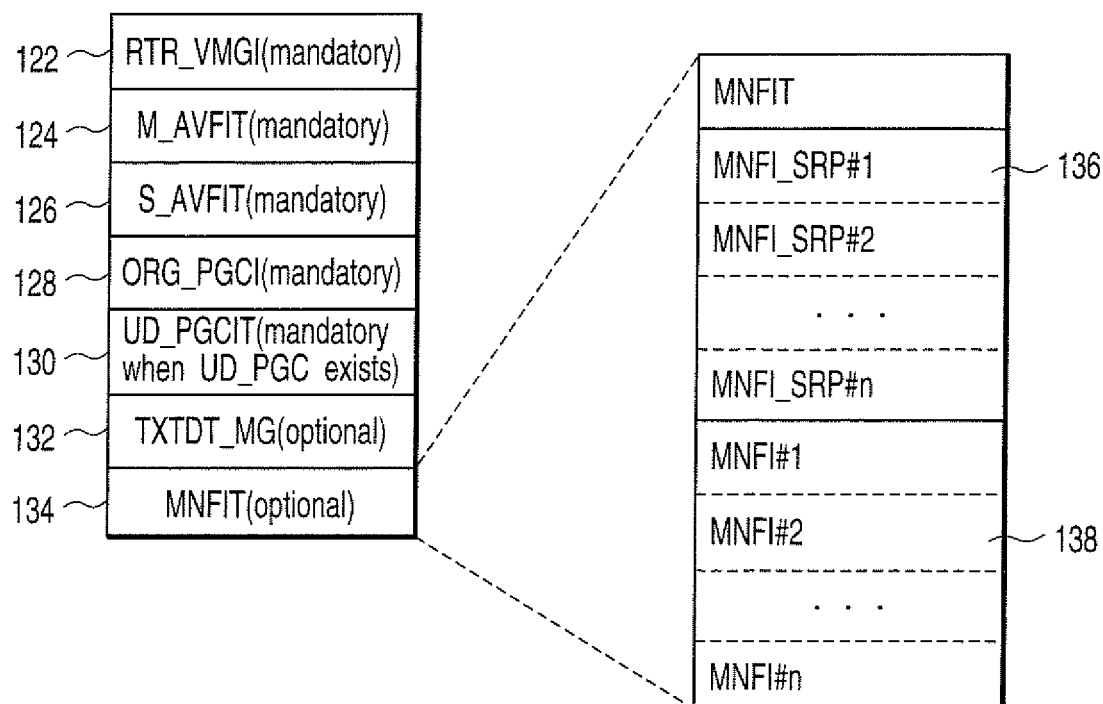 122
RTR_VMGI(mandatory)
124
M_AVFIT(mandatory)
126
S_AVFIT(mandatory)
128
ORG_PGCI(mandatory)
130
UD_PGCIT(mandatory
when UD_PGC exists)
132
TXTDT_MG(optional)
134
MNFIT(optional)
MNFIT
MNFI_SRP#1
136
MNFI_SRP#2
. . .
MNFI_SRP#n
MNFI#1
MNFI#2
138
. . .
MNFI#n